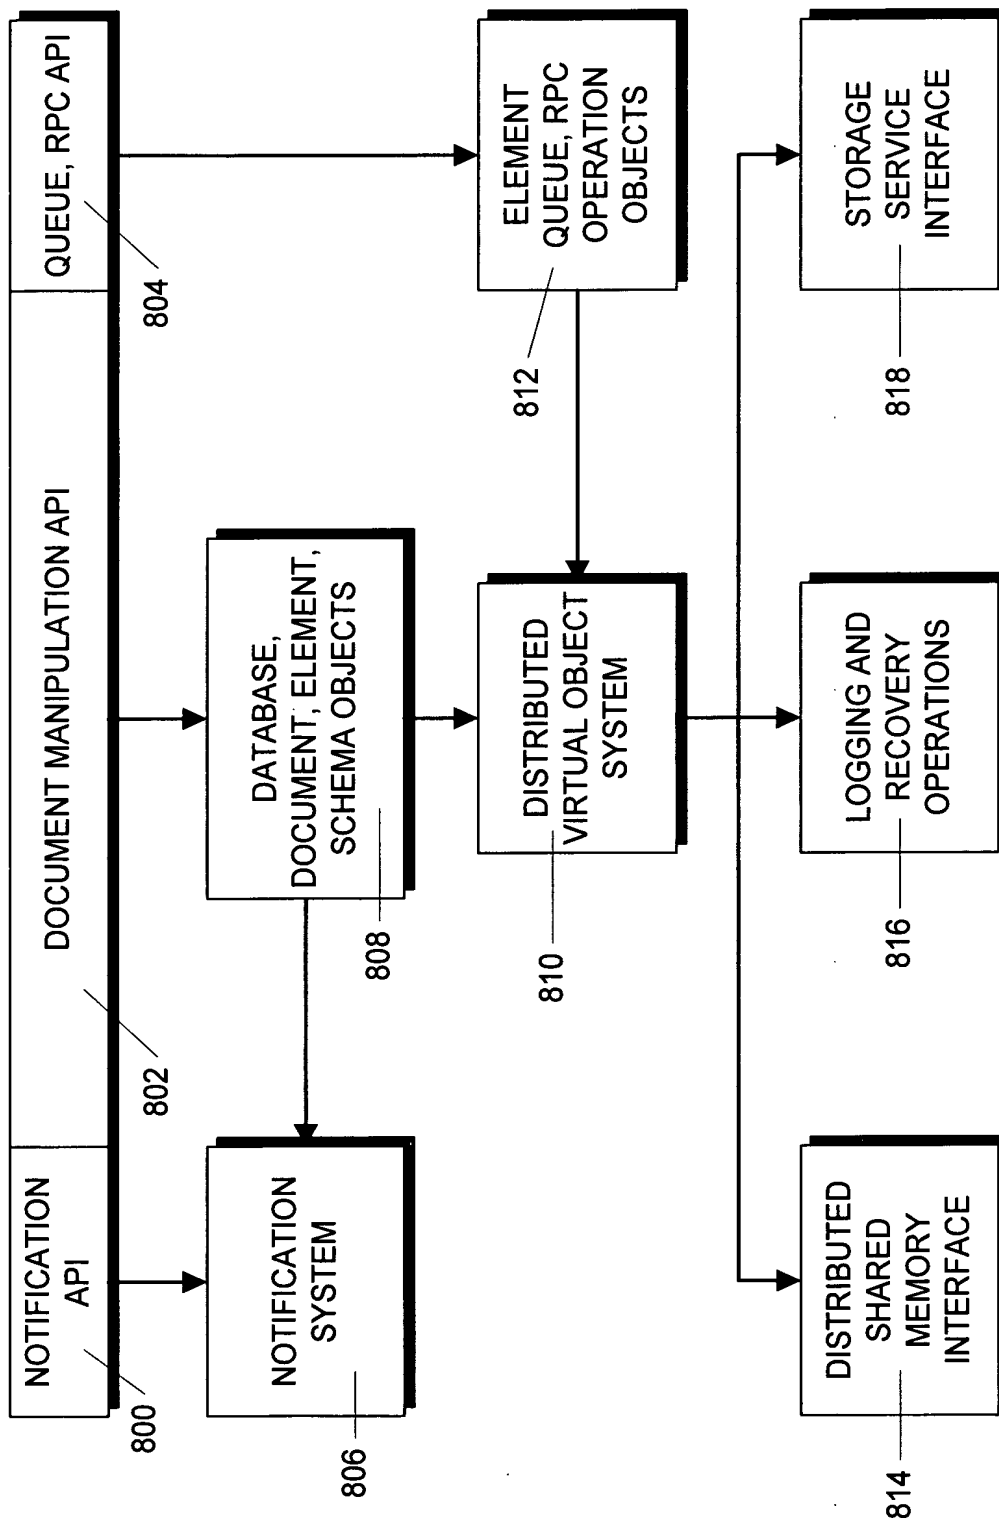 NOTIFICATION
API
DOCUMENT MANIPULATION API
QUEUE, RPC API
800
802
804
NOTIFICATION
SYSTEM
806
DATABASE,
DOCUMENT, ELEMENT,
SCHEMA OBJECTS
808
DISTRIBUTED
VIRTUAL OBJECT
SYSTEM
810
ELEMENT
QUEUE, RPC
OPERATION
OBJECTS
812
DISTRIBUTED
SHARED
MEMORY
INTERFACE
814
LOGGING AND
RECOVERY
OPERATIONS
816
STORAGE
SERVICE
INTERFACE
818